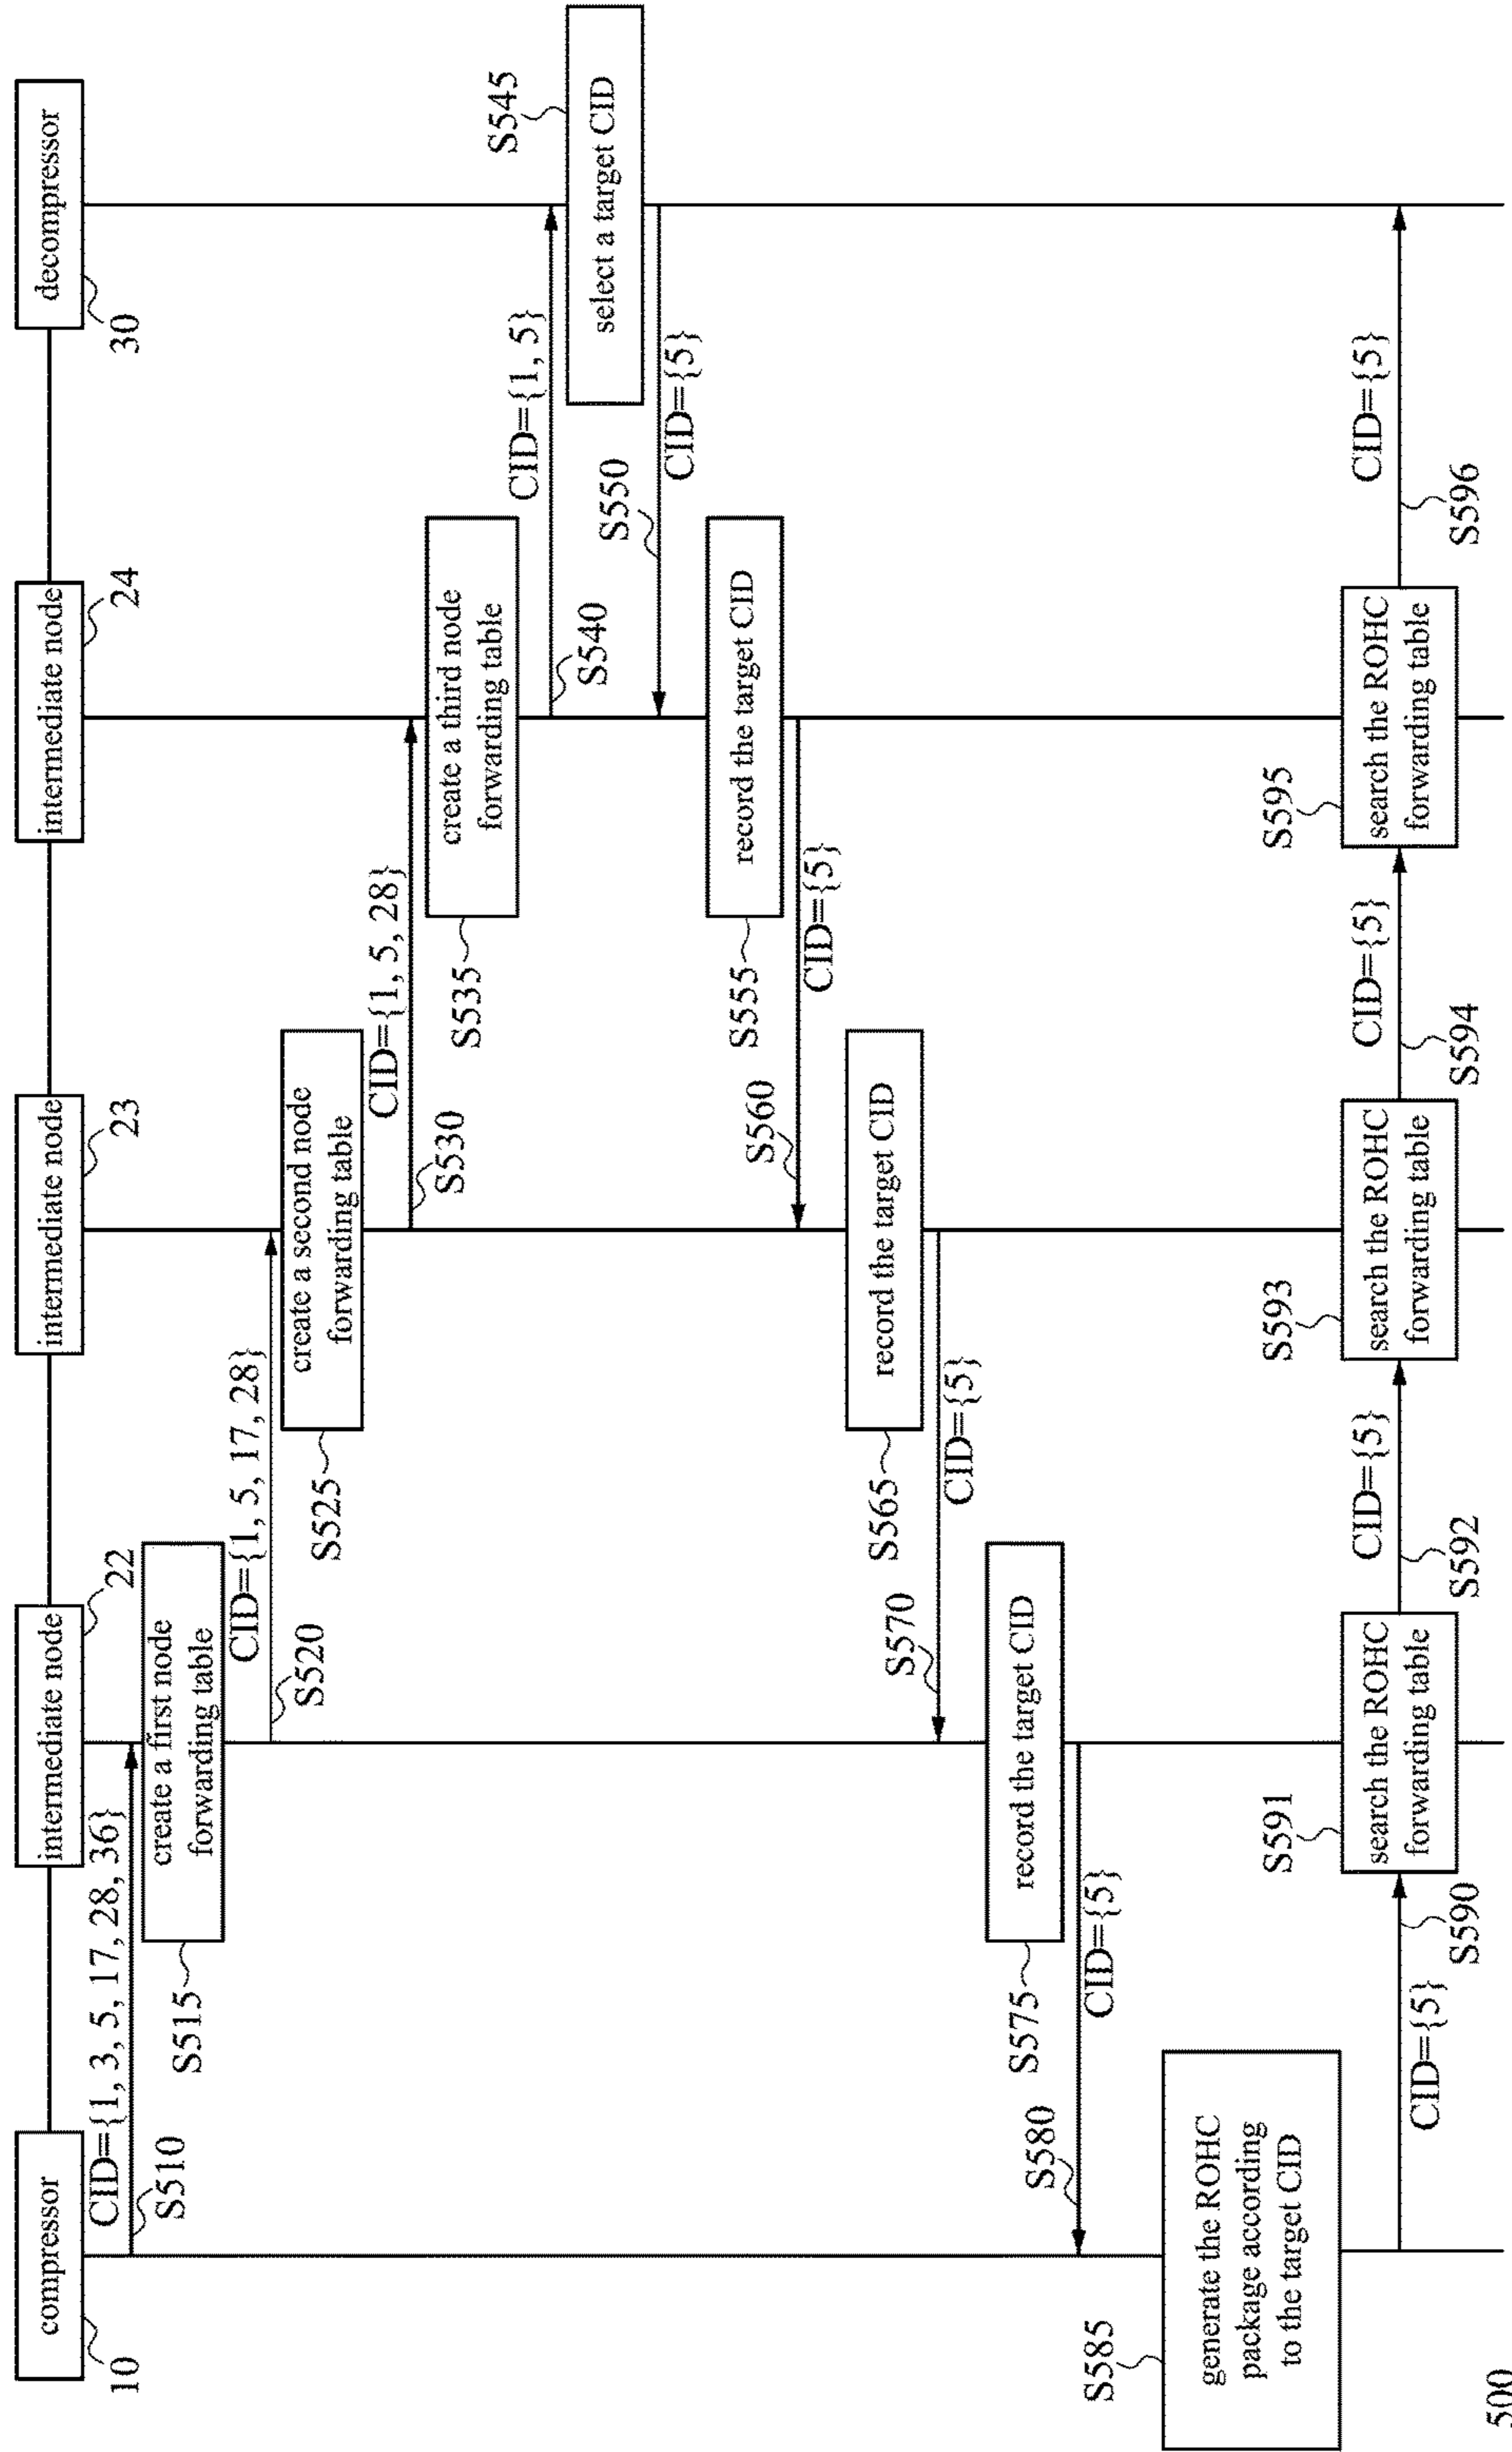 compressor
10
intermediate node
22
intermediate node
23
intermediate node
24
decompressor
30
CID={1, 3, 5, 17, 28, 36}
S510
create a first node
forwarding table
S515
CID={1, 5, 17, 28}
S520
create a second node
forwarding table
S525
CID={1, 5, 28}
S530
create a third node
forwarding table
S535
CID={1, 5}
S540
select a target CID
S545
CID={5}
S550
record the target CID
S555
CID={5}
S560
record the target CID
S565
CID={5}
S570
record the target CID
S575
CID={5}
S580
generate the ROHC
package according
to the target CID
S585
CID={5}
S590
search the ROHC
forwarding table
S591
CID={5}
S592
search the ROHC
forwarding table
S593
CID={5}
S594
search the ROHC
forwarding table
S595
CID={5}
S596
500